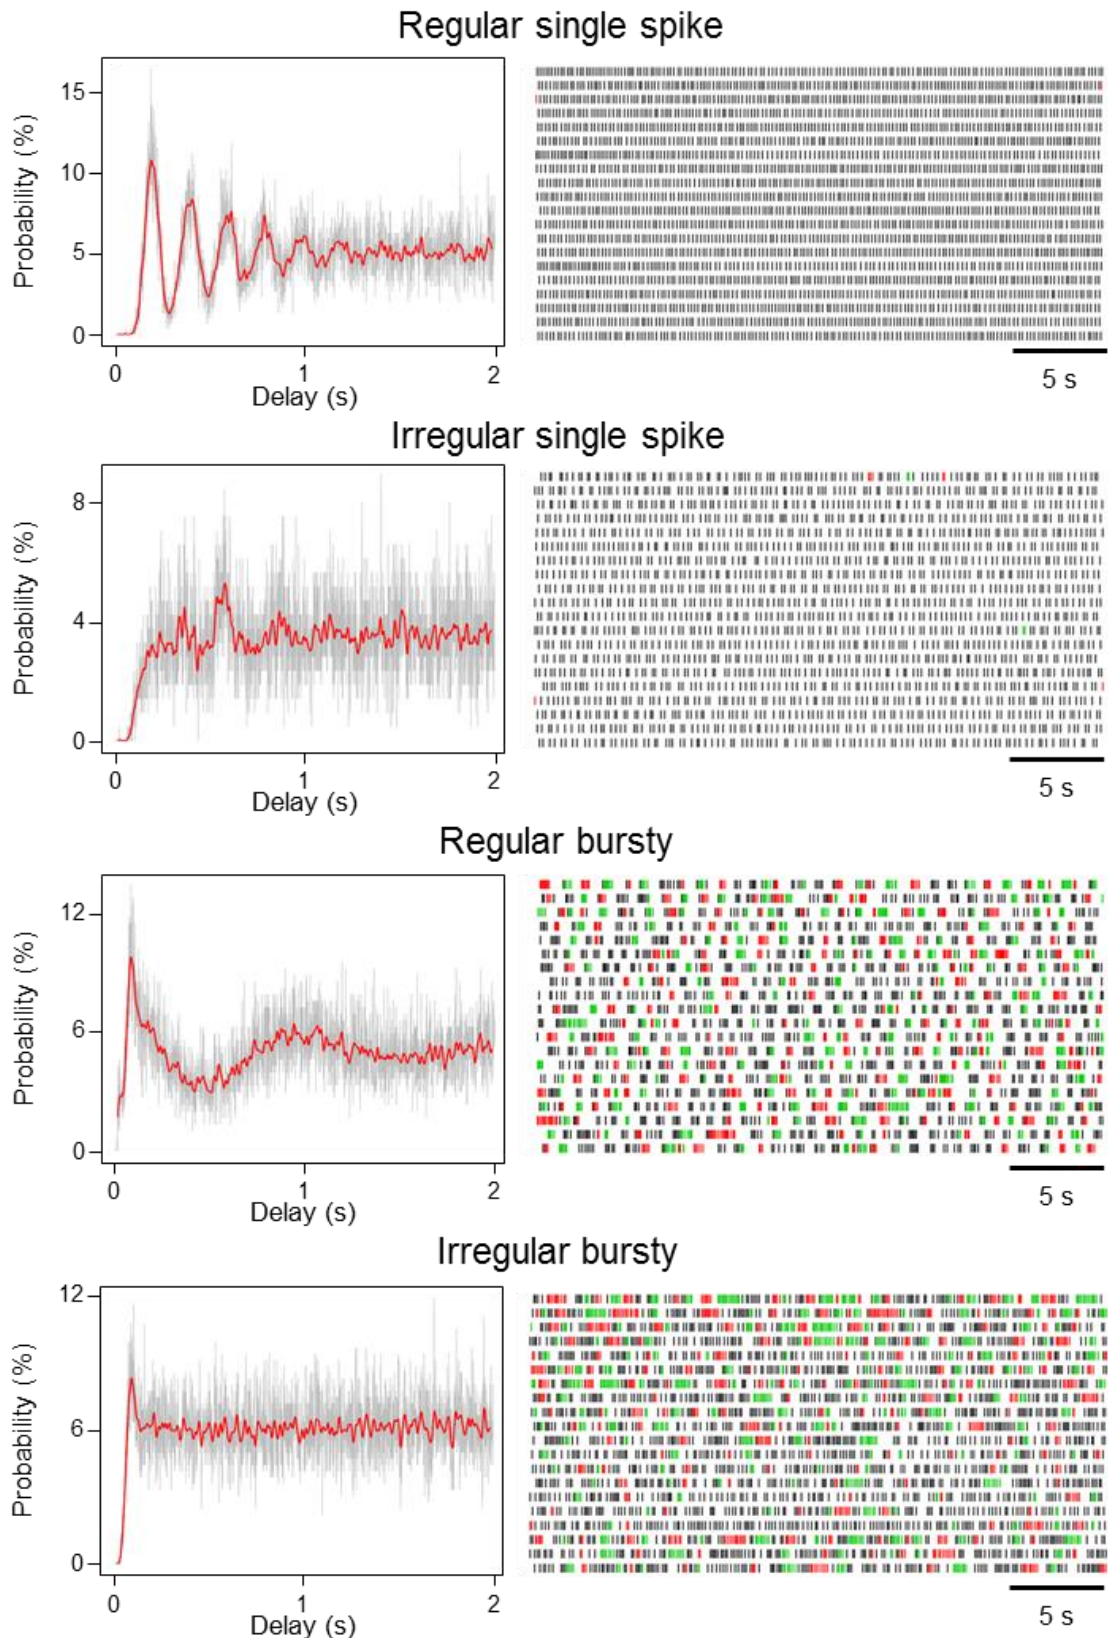 Regular single spike
Probability (%)
15
10
5
0
0 1 2
Delay (s)
5 s
Irregular single spike
Probability (%)
8
4
0
0 1 2
Delay (s)
5 s
Regular bursty
Probability (%)
12
6
0
0 1 2
Delay (s)
5 s
Irregular bursty
Probability (%)
12
6
0
0 1 2
Delay (s)
5 s